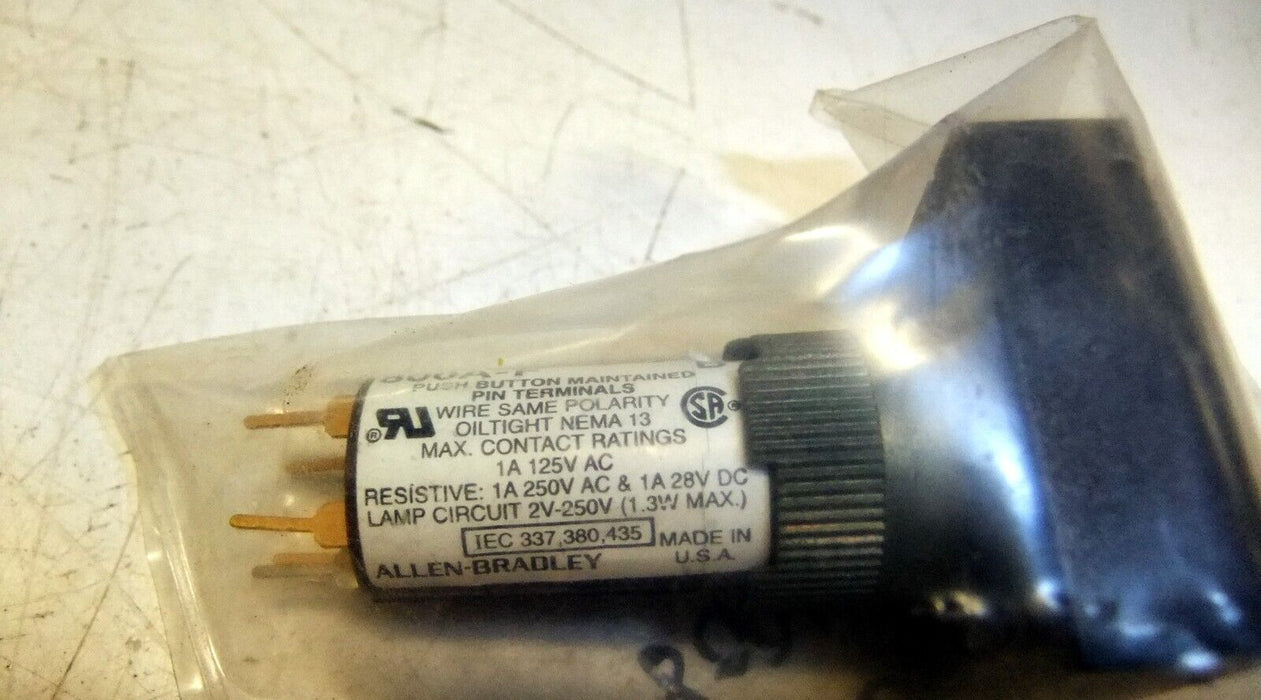 PUSH BUTTON MAINTAINED
PIN TERMINALS
WIRE SAME POLARITY
OILTIGHT NEMA 13
MAX. CONTACT RATINGS
1A 125V AC
RESISTIVE: 1A 250V AC & 1A 28V DC
LAMP CIRCUIT 2V-250V (1.3W MAX.)
IEC 337,380,435
MADE IN
U.S.A.
ALLEN-BRADLEY
®
SA